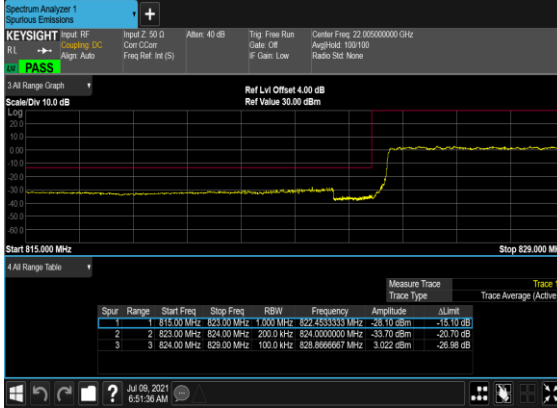 Spectrum Analyzer 1
Spurious Emissions
+
KEYSIGHT Input: RF Input Z: 50 Ω Atten: 40 dB Trig: Free Run Center Freq: 22.005000000 GHz
RL Coupling: DC Corr CCorr Gate: Off Avg|Hold: 100/100
Align: Auto Freq Ref: Int (S) IF Gain: Low Radio Std: None
PASS
3.All Range Graph Ref Lvl Offset 4.00 dB
Scale/Div 10.0 dB Ref Value 30.00 dBm
Log
20.0
10.0
0.00
-10.0
-20.0
-30.0
-40.0
-50.0
-60.0
Start 815.000 MHz Stop 829.000 M
4.All Range Table
Measure Trace Trace
Trace Type Trace Average (Active
Spur Range Start Freq Stop Freq RBW Frequency Amplitude ΔLimit
1 1 815.00 MHz 823.00 MHz 1.000 MHz 822.4533333 MHz -28.10 dBm -15.10 dB
2 2 823.00 MHz 824.00 MHz 200.0 kHz 824.0000000 MHz -33.70 dBm -20.70 dB
3 3 824.00 MHz 829.00 MHz 100.0 kHz 828.8666667 MHz 3.022 dBm -26.98 dB
? Jul 09, 2021
6:51:36 AM